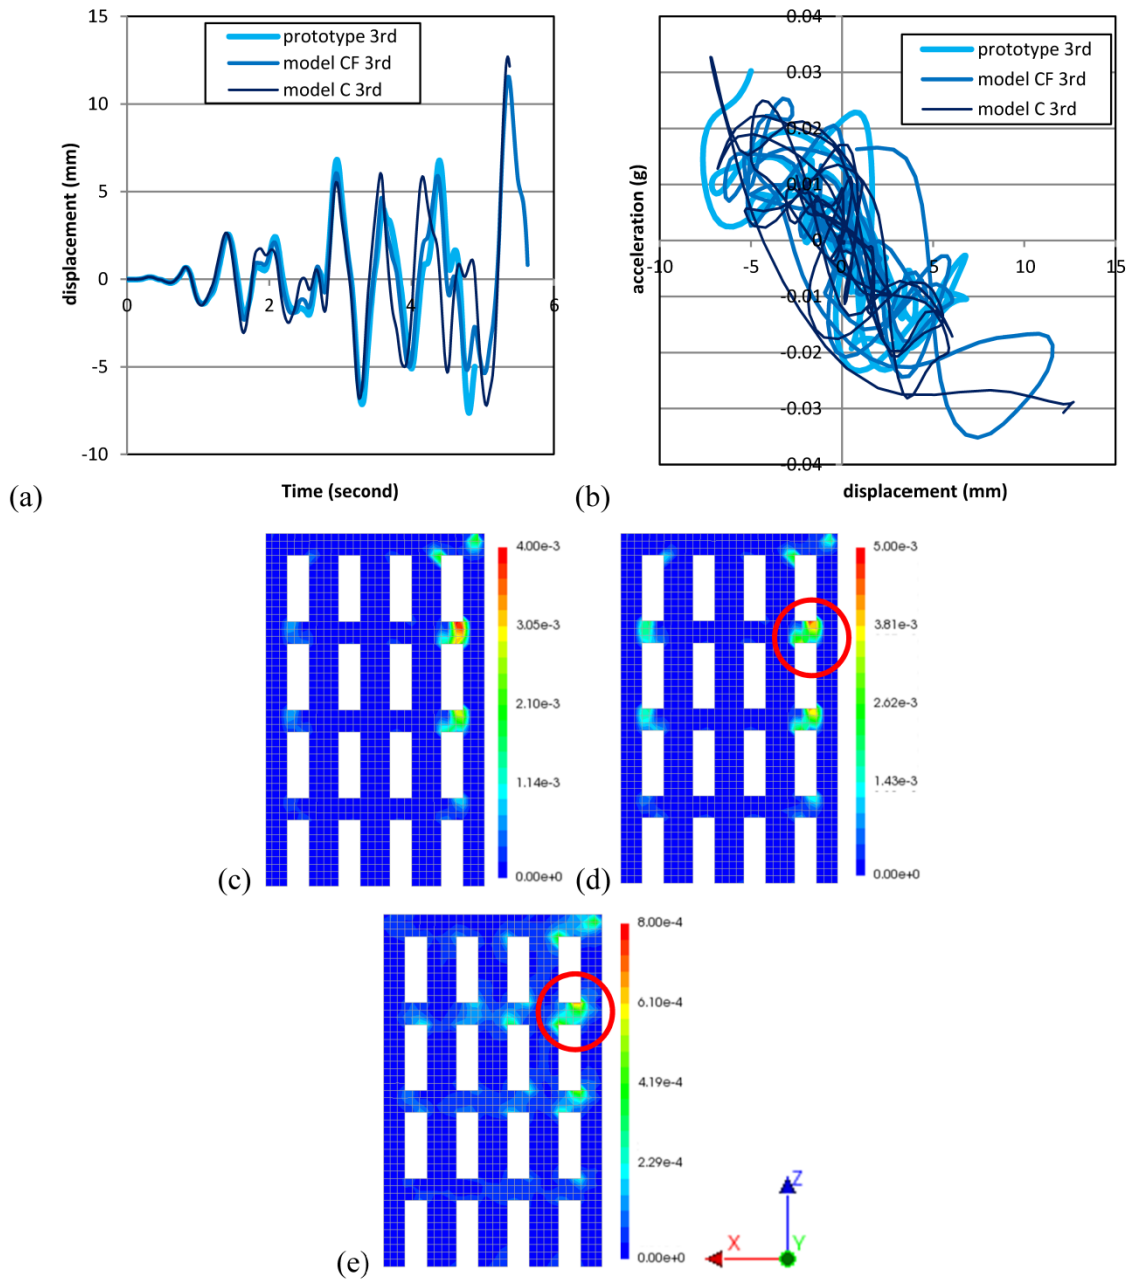 15
10
5
0
-5
-10
displacement (mm)
prototype 3rd
model CF 3rd
model C 3rd
0
2
4
6
Time (second)
(a)
0.04
0.03
0.02
0.01
0
-0.01
-0.02
-0.03
-0.04
acceleration (g)
prototype 3rd
model CF 3rd
model C 3rd
-10
-5
0
5
10
15
displacement (mm)
(b)
4.00e-3
3.05e-3
2.10e-3
1.14e-3
0.00e+0
(c)
5.00e-3
3.81e-3
2.62e-3
1.43e-3
0.00e+0
(d)
8.00e-4
6.10e-4
4.19e-4
2.29e-4
0.00e+0
(e)
Z
X
Y